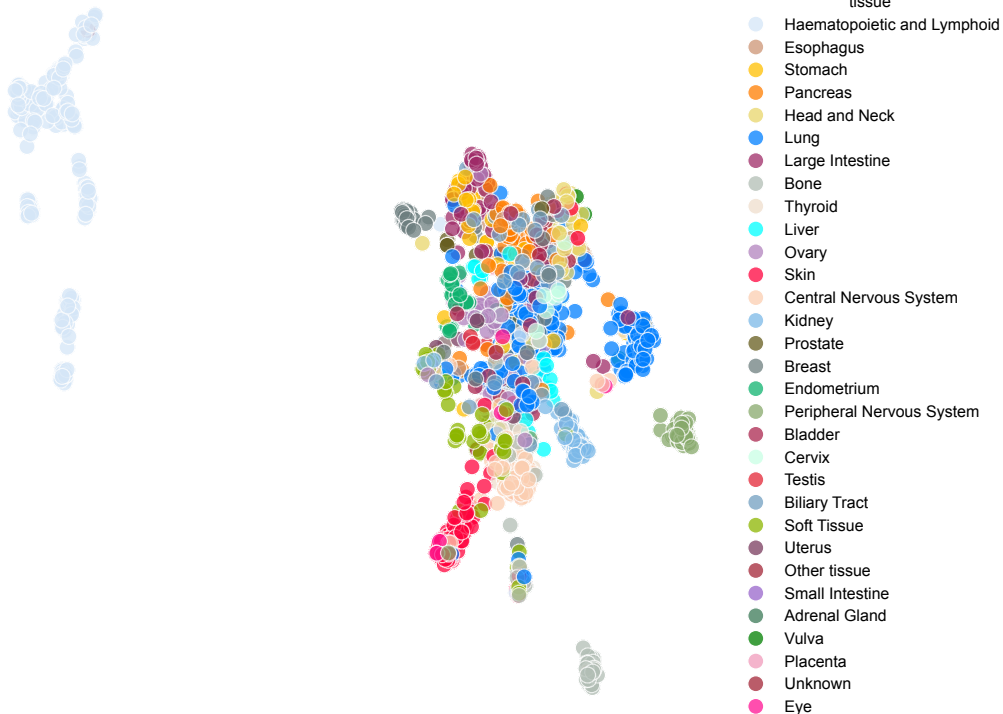 tissue
Haematopoietic and Lymphoid
Esophagus
Stomach
Pancreas
Head and Neck
Lung
Large Intestine
Bone
Thyroid
Liver
Ovary
Skin
Central Nervous System
Kidney
Prostate
Breast
Endometrium
Peripheral Nervous System
Bladder
Cervix
Testis
Biliary Tract
Soft Tissue
Uterus
Other tissue
Small Intestine
Adrenal Gland
Vulva
Placenta
Unknown
Eye